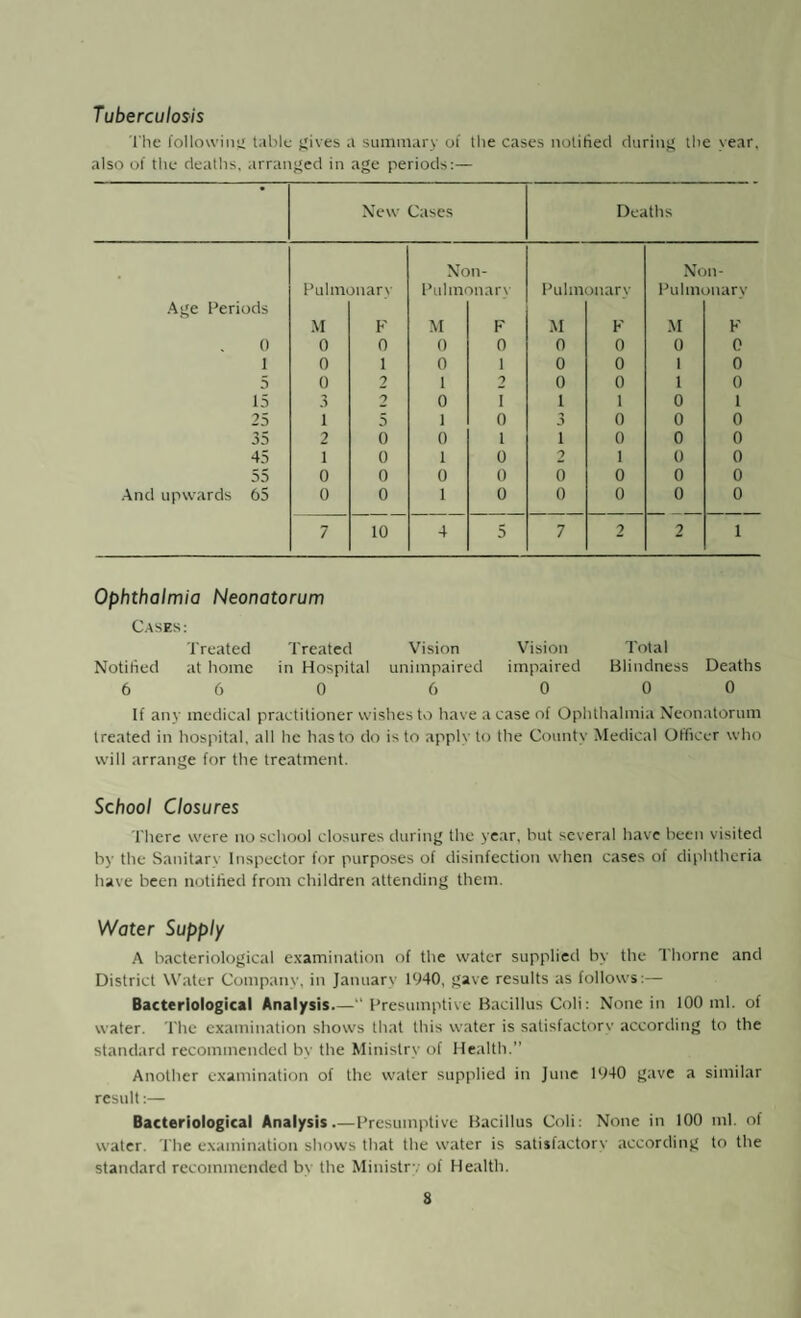 Tuberculosis
The following table gives a summary of the cases notified during the year,
also of the deaths, arranged in age periods:—
New Cases Deaths
Non- Non-
Pulmonary Pulmonary Pulmonary Pulmonary
Age Periods
M F M F M F M F
0 0 0 0 0 0 0 0 0
1 0 1 0 1 0 0 1 0
5 0 2 1 2 0 0 1 0
15 3 2 0 1 1 1 0 1
25 1 5 1 0 3 0 0 0
35 2 0 0 1 1 0 0 0
45 1 0 1 0 2 1 0 0
55 0 0 0 0 0 0 0 0
And upwards 65 0 0 1 0 0 0 0 0
7 10 4 5 7 2 2 1
Ophthalmia Neonatorum
CASES:
Treated Treated Vision Vision Total
Notified at home in Hospital unimpaired impaired Blindness Deaths
6 6 0 6 0 0 0
If any medical practitioner wishes to have a case of Ophthalmia Neonatorum
treated in hospital, all he has to do is to apply to the County Medical Officer who
will arrange for the treatment.
School Closures
There were no school closures during the year, but several have been visited
by the Sanitary Inspector for purposes of disinfection when cases of diphtheria
have been notified from children attending them.
Water Supply
A bacteriological examination of the water supplied by the Thorne and
District Water Company, in January 1940, gave results as follows:—
Bacteriological Analysis.—“ Presumptive Bacillus Coli: None in 100 ml. of
water. The examination shows that this water is satisfactory according to the
standard recommended by the Ministry of Health.”
Another examination of the water supplied in June 1940 gave a similar
result:—
Bacteriological Analysis.—Presumptive Bacillus Coli: None in 100 ml. of
water. The examination shows that the water is satisfactory according to the
standard recommended by the Ministry of Health.
8